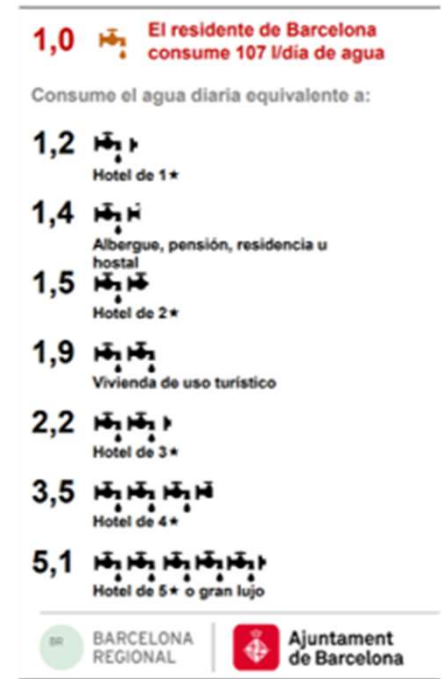 1,0 El residente de Barcelona
consume 107 l/día de agua
Consume el agua diaria equivalente a:
1,2
Hotel de 1★
1,4
Albergue, pensión, residencia u
hostal
1,5
Hotel de 2★
1,9
Vivienda de uso turístico
2,2
Hotel de 3★
3,5
Hotel de 4★
5,1
Hotel de 5★ o gran lujo
BR BARCELONA
REGIONAL
Ajuntament
de Barcelona